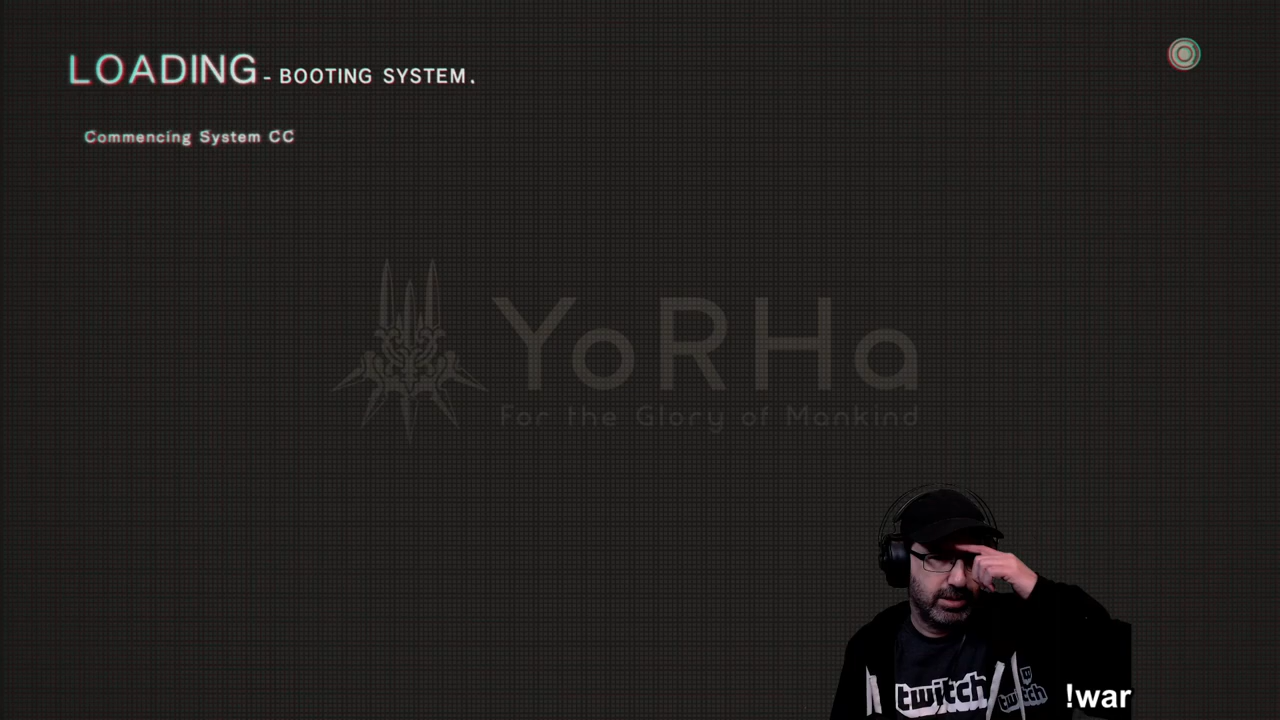 LOADING - BOOTING SYSTEM.
Commencing System CC
YoRHa
For the Glory of Mankind
twitch
twitch
!war